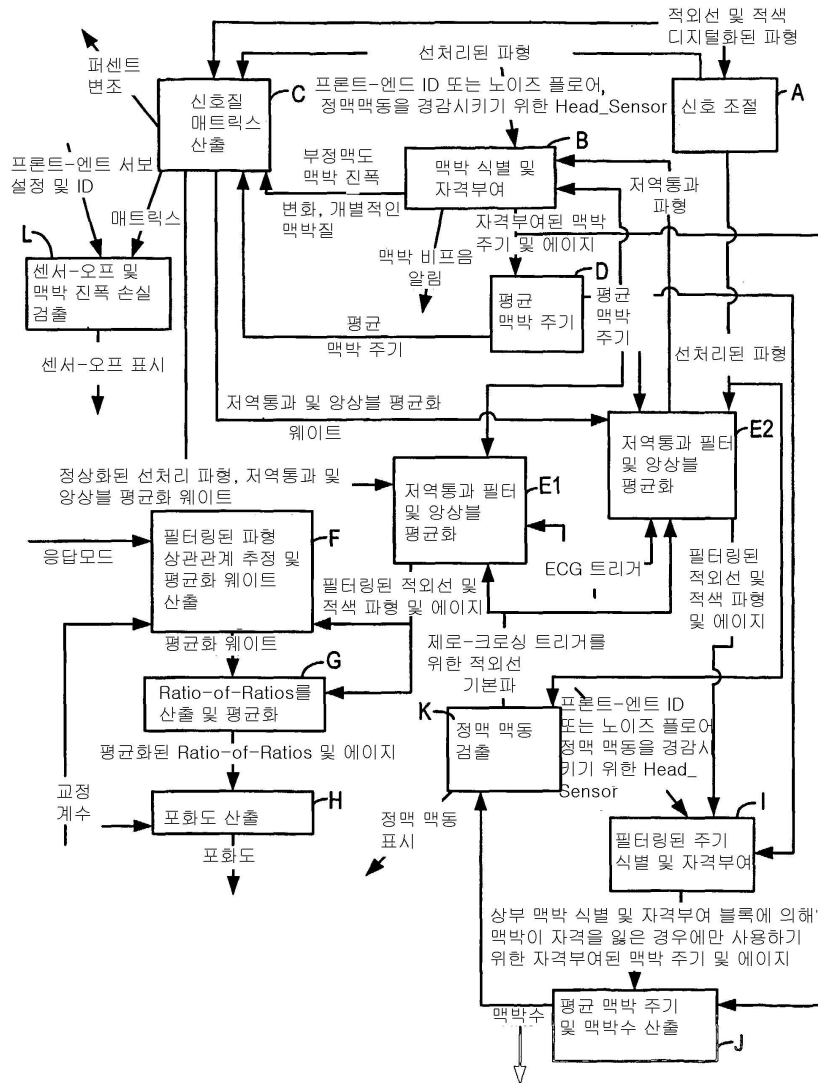 적외선 및 적색
디지털화된 파형
선처리된 파형
퍼센트
변조
C
신호질
매트릭스
산출
프론트-엔드 ID 또는 노이즈 플로어,
정맥맥동을 경감시키기 위한 Head_Sensor
A
신호 조절
B
맥박 식별 및
자격부여
부정맥도
맥박 진폭
변화, 개별적인
맥박질
저역통과
파형
프론트-엔트 서보
설정 및 ID
매트릭스
자격부여된 맥박
주기 및 에이지
맥박 비프음
알림
L
센서-오프 및
맥박 진폭 손실
검출
D
평균
맥박 주기
평균
맥박
주기
평균
맥박 주기
선처리된 파형
센서-오프 표시
저역통과 및 앙상블 평균화
웨이트
E2
저역통과 필터
및 앙상블
평균화
정상화된 선처리 파형, 저역통과 및
앙상블 평균화 웨이트
E1
저역통과 필터
및 앙상블
평균화
F
필터링된 파형
상관관계 추정 및
평균화 웨이트
산출
응답모드
ECG 트리거
필터링된
적외선 및
적색 파형
및 에이지
필터링된 적외선 및
적색 파형 및 에이지
평균화 웨이트
제로-크로싱 트리거를
위한 적외선
기본파
G
Ratio-of-Ratios를
산출 및 평균화
K
정맥 맥동
검출
프론트-엔트 ID
또는 노이즈 플로어
정맥 맥동을 경감시
키기 위한 Head_
Sensor
평균화된 Ratio-of-Ratios 및 에이지
교정
계수
H
포화도 산출
정맥 맥동
표시
I
필터링된 주기
식별 및 자격부여
포화도
상부 맥박 식별 및 자격부여 블록에 의해
맥박이 자격을 잃은 경우에만 사용하기
위한 자격부여된 맥박 주기 및 에이지
맥박수
평균 맥박 주기
및 맥박수 산출
J